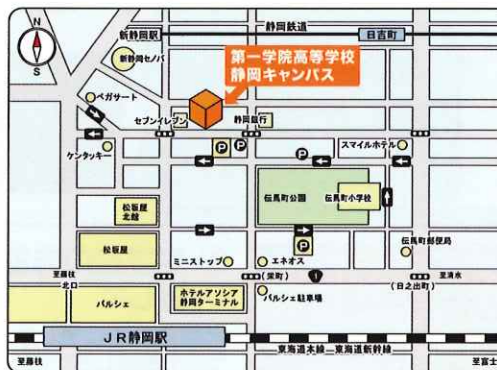 N
S
新静岡駅
静岡鉄道
日吉町
新静岡セノバ
第一学院高等学校
静岡キャンパス
ペガサート
セブンイレブン
静岡銀行
スマイルホテル
ケンタッキー
P
P
P
松坂屋
北館
伝馬町公園
伝馬町小学校
松坂屋
P
伝馬町郵便局
ミニストップ
エネオス
至藤枝
北口
(栄町)
1
至清水
(日之出町)
パルシェ
ホテルアソシア
静岡ターミナル
パルシェ駐車場
JR静岡駅
東海道本線 東海道新幹線
至藤枝
至富士